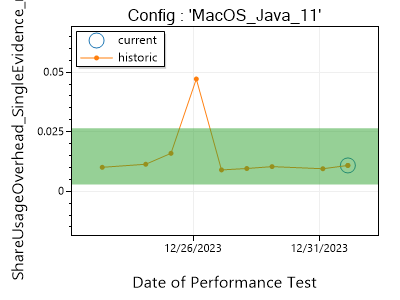 Config : 'MacOS_Java_11'
current
historic
0.05
0.025
0
12/26/2023
12/31/2023
Date of Performance Test
ShareUsageOverhead_SingleEvidence_